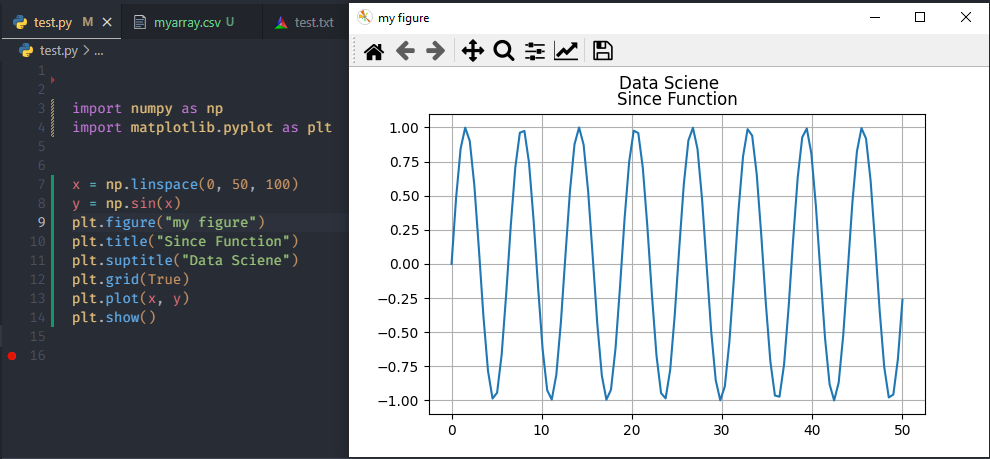 test.py M
myarray.csv U
test.txt
test.py > ...
1
2
3 import numpy as np
4 import matplotlib.pyplot as plt
5
6
7 x = np.linspace(0, 50, 100)
8 y = np.sin(x)
9 plt.figure("my figure")
10 plt.title("Since Function")
11 plt.suptitle("Data Sciene")
12 plt.grid(True)
13 plt.plot(x, y)
14 plt.show()
15
16
my figure
Data Sciene
Since Function
1.00
0.75
0.50
0.25
0.00
−0.25
−0.50
−0.75
−1.00
0 10 20 30 40 50